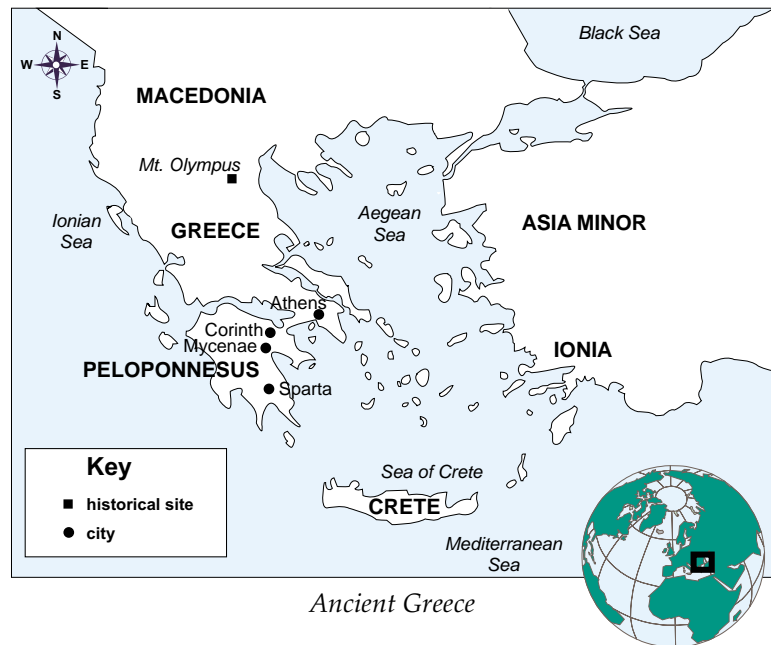 Black Sea
N
W E
S
MACEDONIA
Mt. Olympus
Ionian
Sea
GREECE
Aegean
Sea
ASIA MINOR
Athens
Corinth
Mycenae
IONIA
PELOPONNESUS
Sparta
Key
historical site
city
Sea of Crete
CRETE
Mediterranean
Sea
Ancient Greece